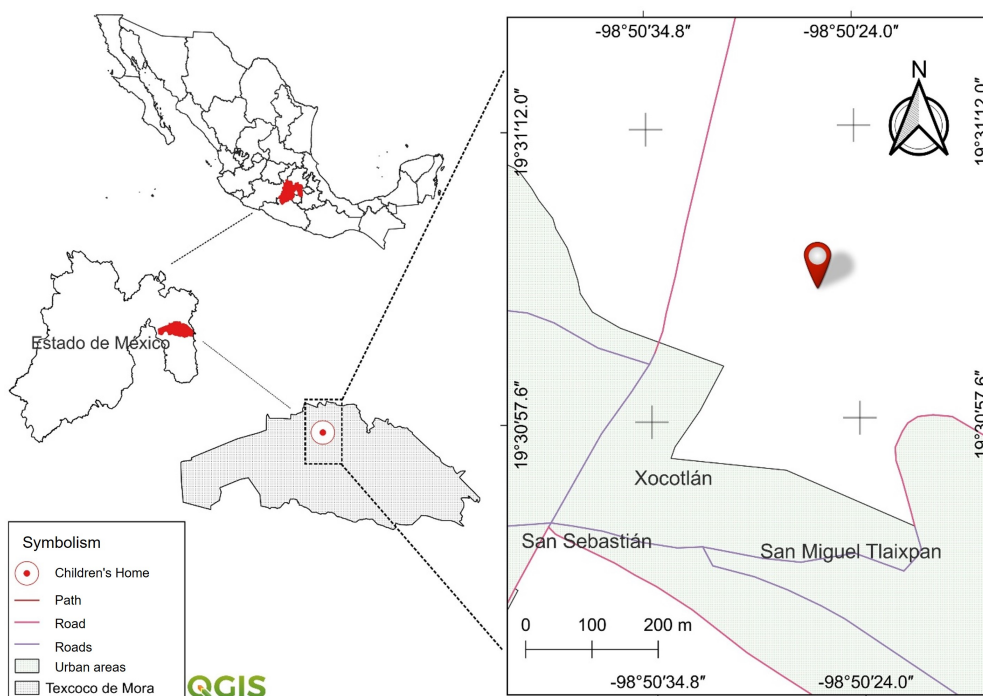 Estado de México
Symbolism
Children's Home
Path
Road
Roads
Urban areas
Texcoco de Mora
QGIS
-98°50′34.8″
-98°50′24.0″
N
19°31′12.0″
19°31′12.0″
19°30′57.6″
19°30′57.6″
Xocotlán
San Sebastián
San Miguel Tlaixpan
0 100 200 m
-98°50′34.8″
-98°50′24.0″